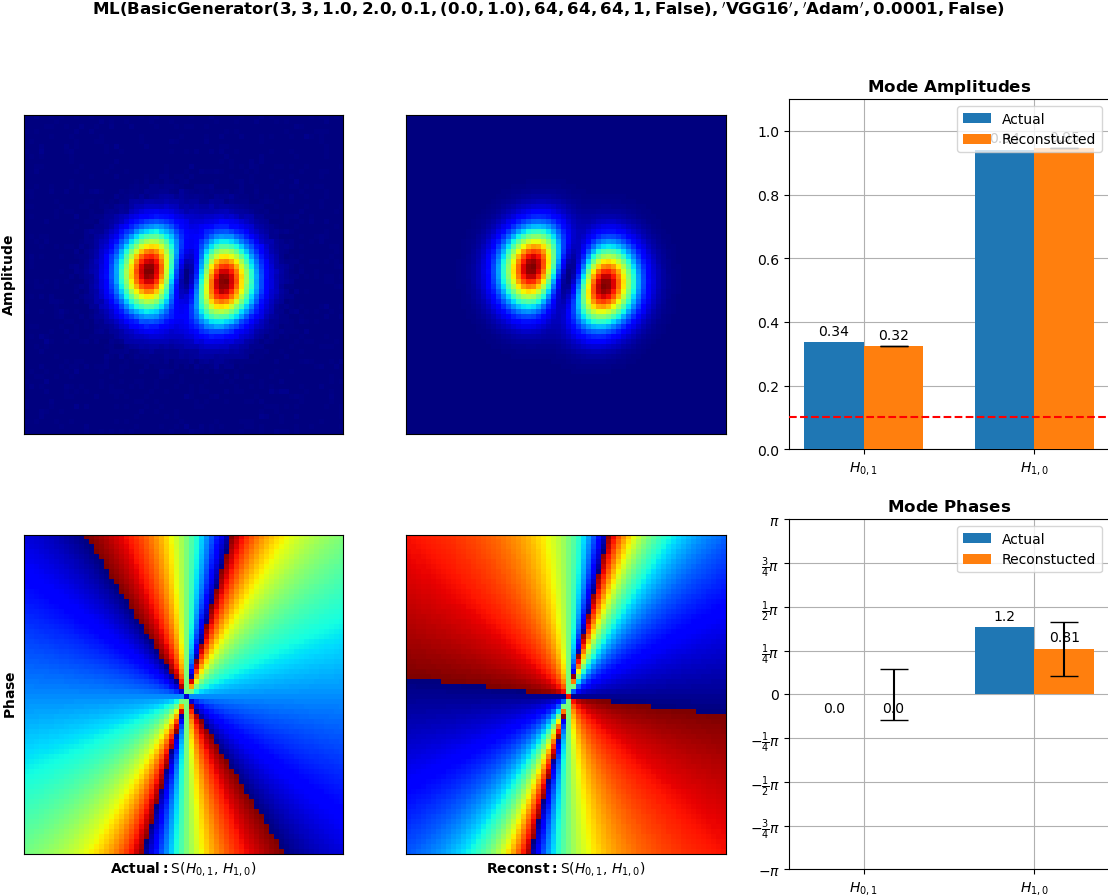 ML(BasicGenerator(3, 3, 1.0, 2.0, 0.1, (0.0, 1.0), 64, 64, 64, 1, False), ′VGG16′, ′Adam′, 0.0001, False)
Mode Amplitudes
Amplitude
1.0
0.8
0.6
0.4
0.2
0.0
Actual
Reconstucted
0.34
0.32
H0, 1
H1, 0
Mode Phases
Phase
π
3/4π
1/2π
1/4π
0
−1/4π
−1/2π
−3/4π
−π
Actual
Reconstucted
0.0
0.0
1.2
0.81
H0, 1
H1, 0
Actual: S(H0, 1, H1, 0)
Reconst: S(H0, 1, H1, 0)